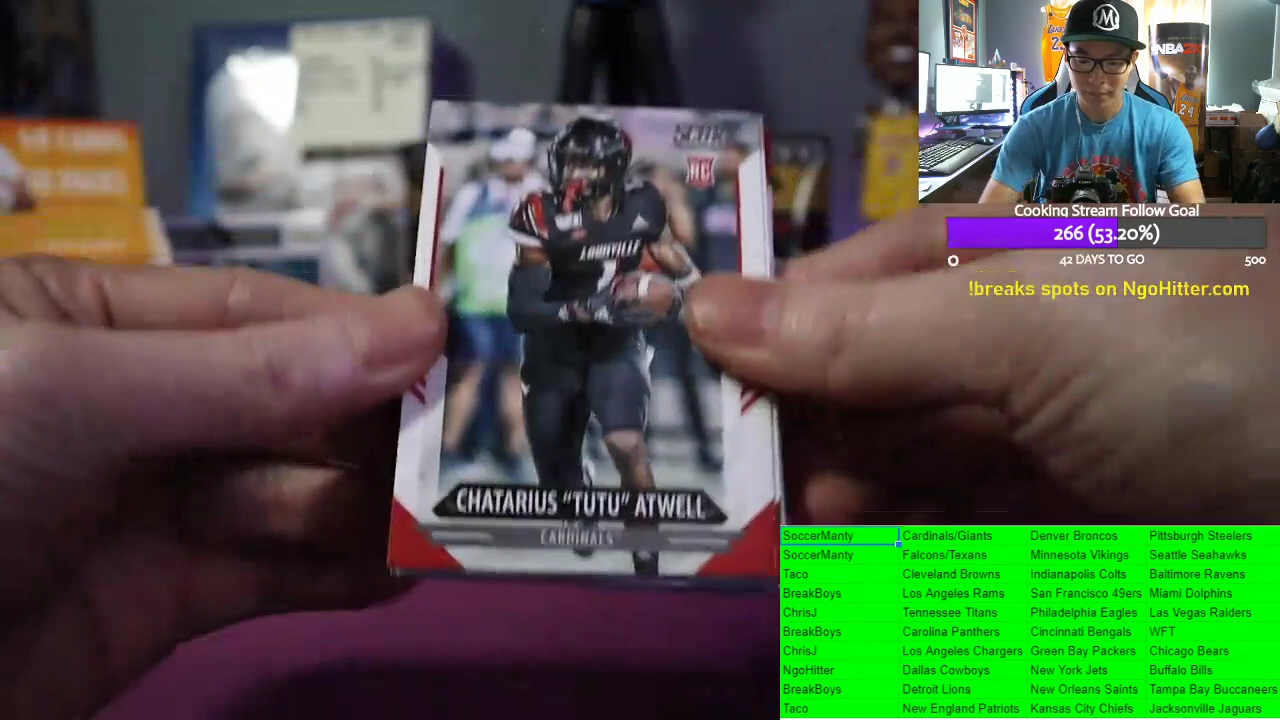 SCORE
RC
LOUISVILLE
1
CHATARIUS "TUTU" ATWELL
CARDINALS
M
NBA2K
24
Canon
Cooking Stream Follow Goal
266 (53.20%)
0 42 DAYS TO GO 500
!breaks spots on NgoHitter.com
SoccerManty Cardinals/Giants Denver Broncos Pittsburgh Steelers
SoccerManty Falcons/Texans Minnesota Vikings Seattle Seahawks
Taco Cleveland Browns Indianapolis Colts Baltimore Ravens
BreakBoys Los Angeles Rams San Francisco 49ers Miami Dolphins
ChrisJ Tennessee Titans Philadelphia Eagles Las Vegas Raiders
BreakBoys Carolina Panthers Cincinnati Bengals WFT
ChrisJ Los Angeles Chargers Green Bay Packers Chicago Bears
NgoHitter Dallas Cowboys New York Jets Buffalo Bills
BreakBoys Detroit Lions New Orleans Saints Tampa Bay Buccaneers
Taco New England Patriots Kansas City Chiefs Jacksonville Jaguars